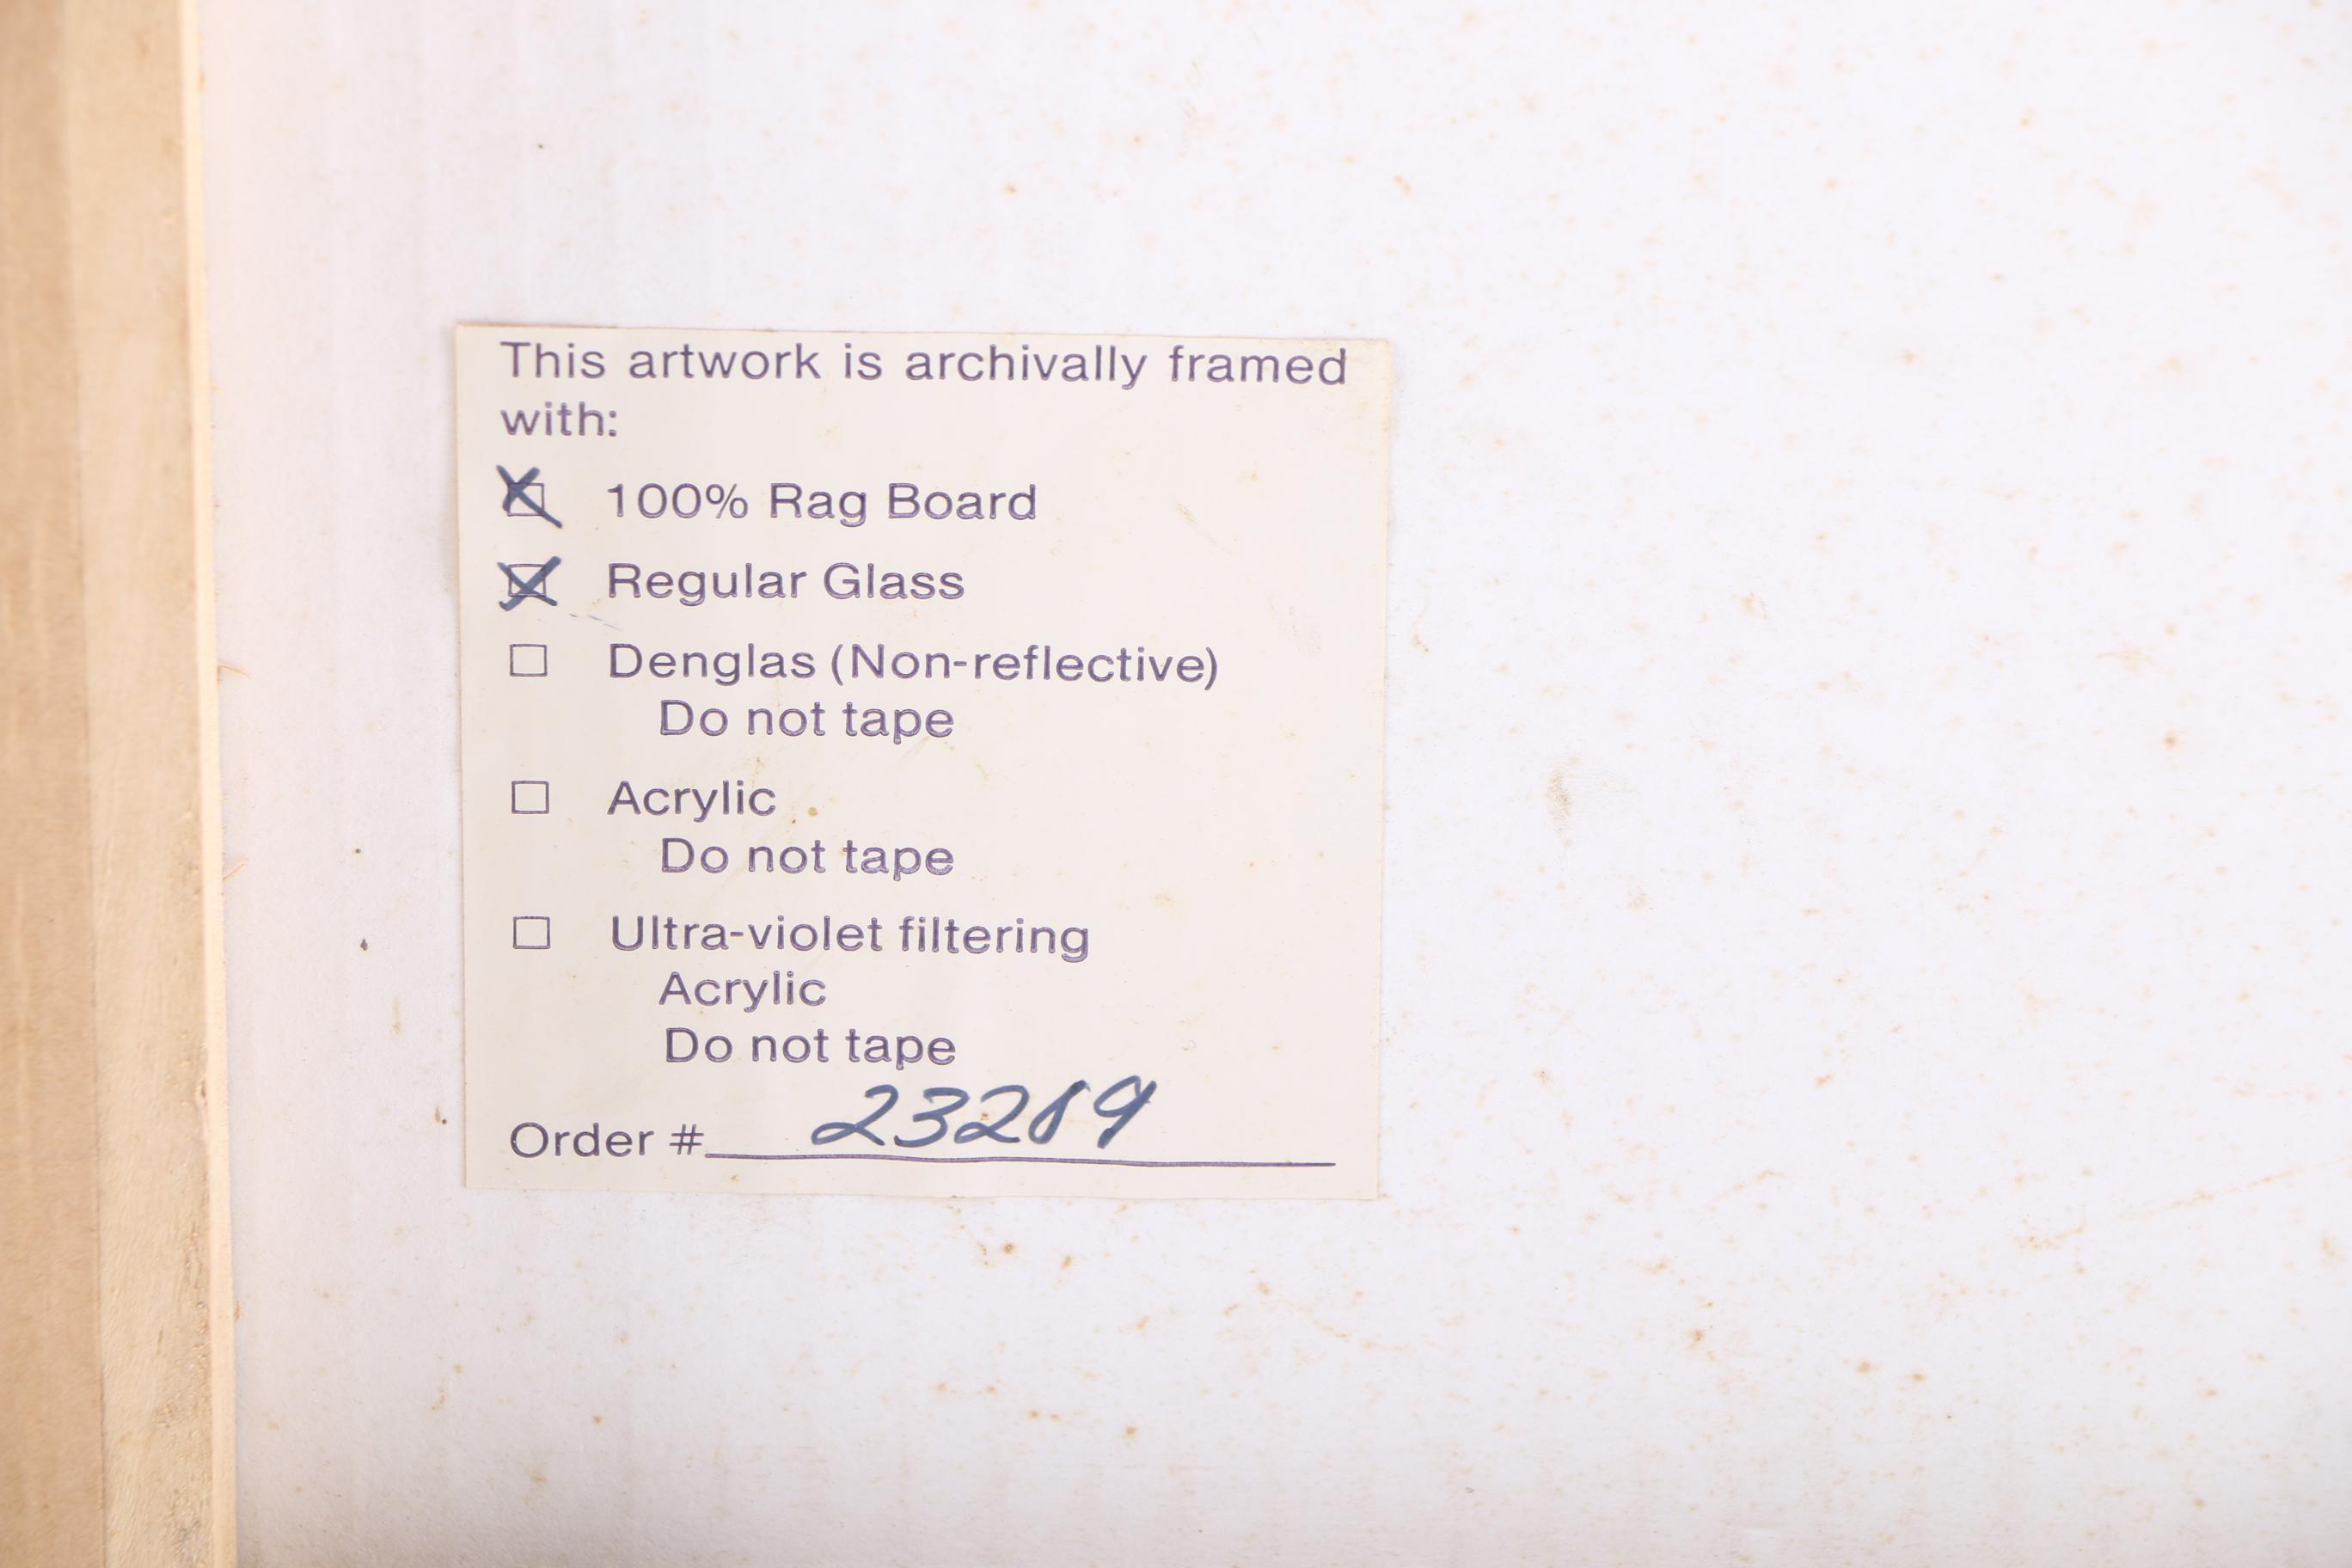 This artwork is archivally framed
with:
☒ 100% Rag Board
☒ Regular Glass
☐ Denglas (Non-reflective)
Do not tape
☐ Acrylic
Do not tape
☐ Ultra-violet filtering
Acrylic
Do not tape
Order # 23289